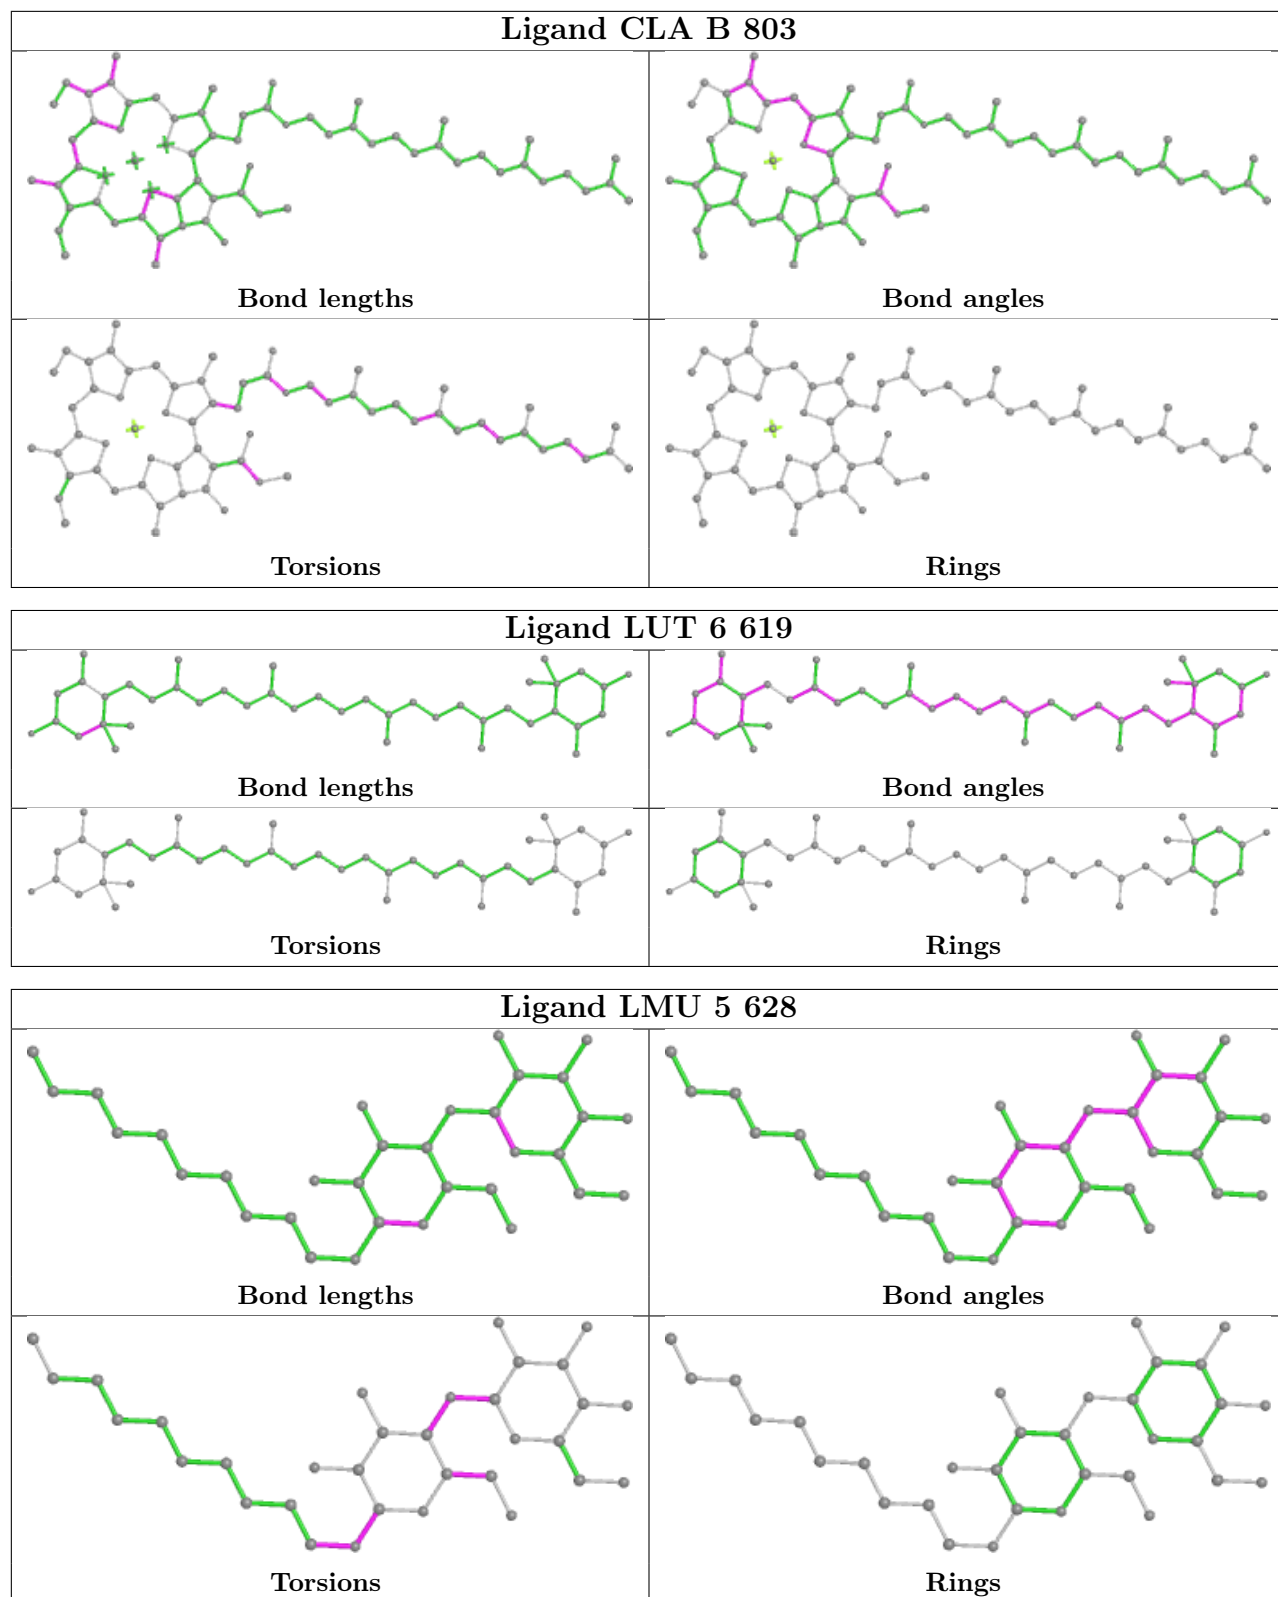 Ligand CLA B 803
Bond lengths
Bond angles
Torsions
Rings
Ligand LUT 6 619
Bond lengths
Bond angles
Torsions
Rings
Ligand LMU 5 628
Bond lengths
Bond angles
Torsions
Rings